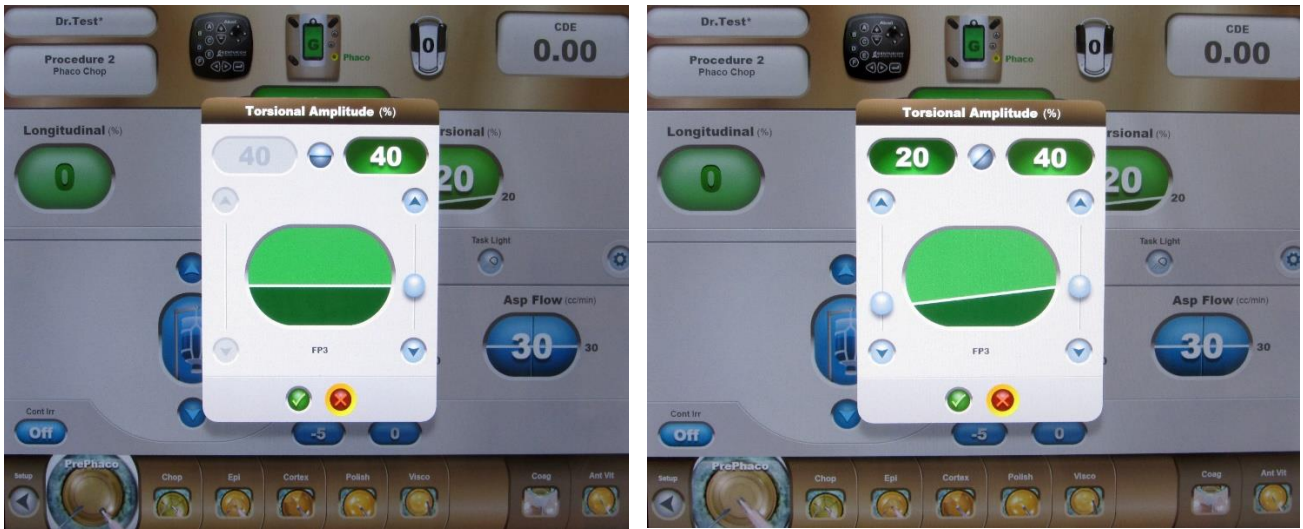 Dr.Test*
Procedure 2
Phaco Chop
G
Phaco
0
CDE
0.00
Torsional Amplitude (%)
40
40
Longitudinal (%)
0
rsional (%)
20
20
Task Light
Asp Flow (cc/min)
30
30
FP3
Cont Irr
Off
-5
0
Setup
PrePhaco
Chop
Epi
Cortex
Polish
Visco
Coag
Ant Vit
Dr.Test*
Procedure 2
Phaco Chop
G
Phaco
0
CDE
0.00
Torsional Amplitude (%)
20
40
Longitudinal (%)
0
rsional (%)
20
20
Task Light
Asp Flow (cc/min)
30
30
FP3
Cont Irr
Off
-5
0
Setup
PrePhaco
Chop
Epi
Cortex
Polish
Visco
Coag
Ant Vit